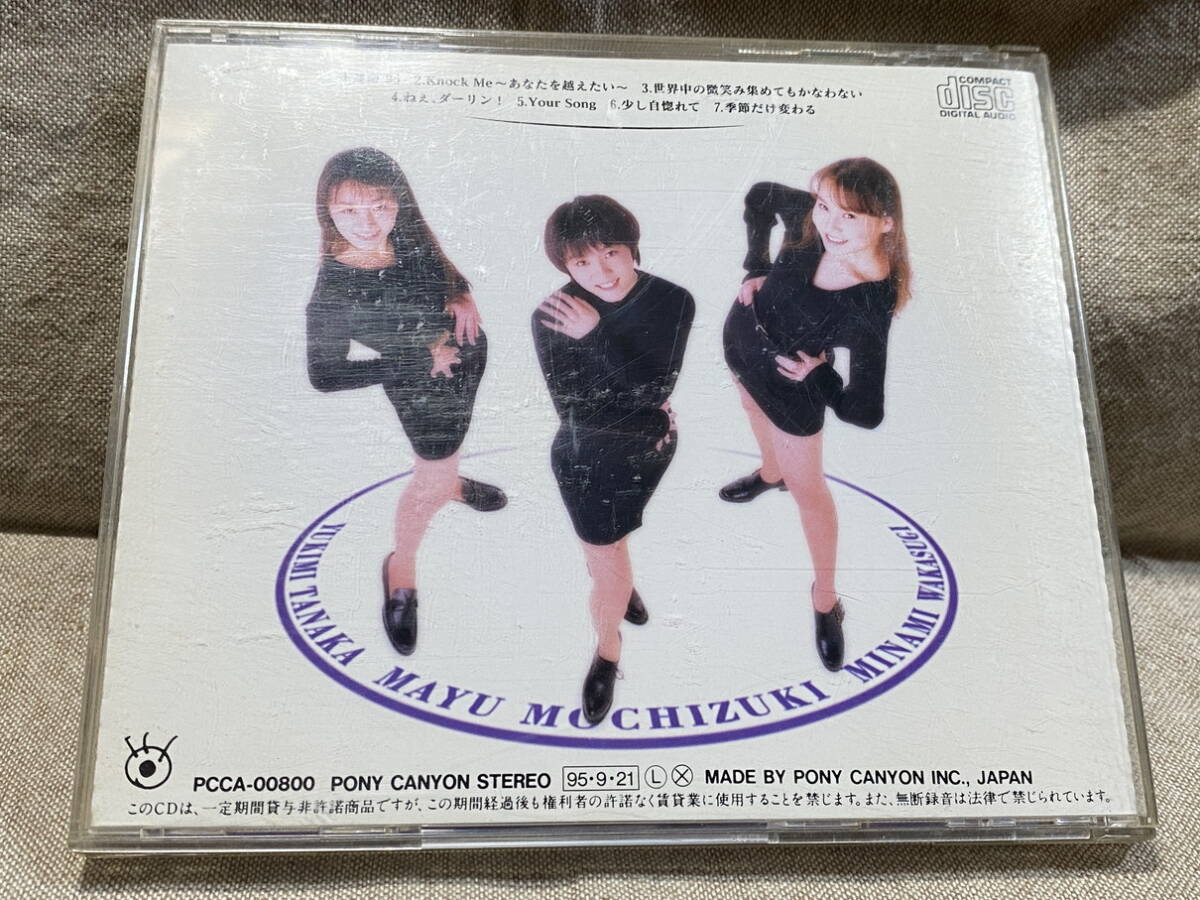 2.Knock Me～あなたを越えたい～ 3.世界中の微笑み集めてもかなわない
4.ねぇ、ダーリン！ 5.Your Song 6.少し自惚れて 7.季節だけ変わる
COMPACT
disc
DIGITAL AUDIO
YUKIMI TANAKA MAYU MOCHIZUKI MINAMI WAKASUGI
PCCA-00800 PONY CANYON STEREO 95・9・21 L X MADE BY PONY CANYON INC., JAPAN
このCDは、一定期間貸与非許諾商品ですが、この期間経過後も権利者の許諾なく賃貸業に使用することを禁じます。また、無断録音は法律で禁じられています。